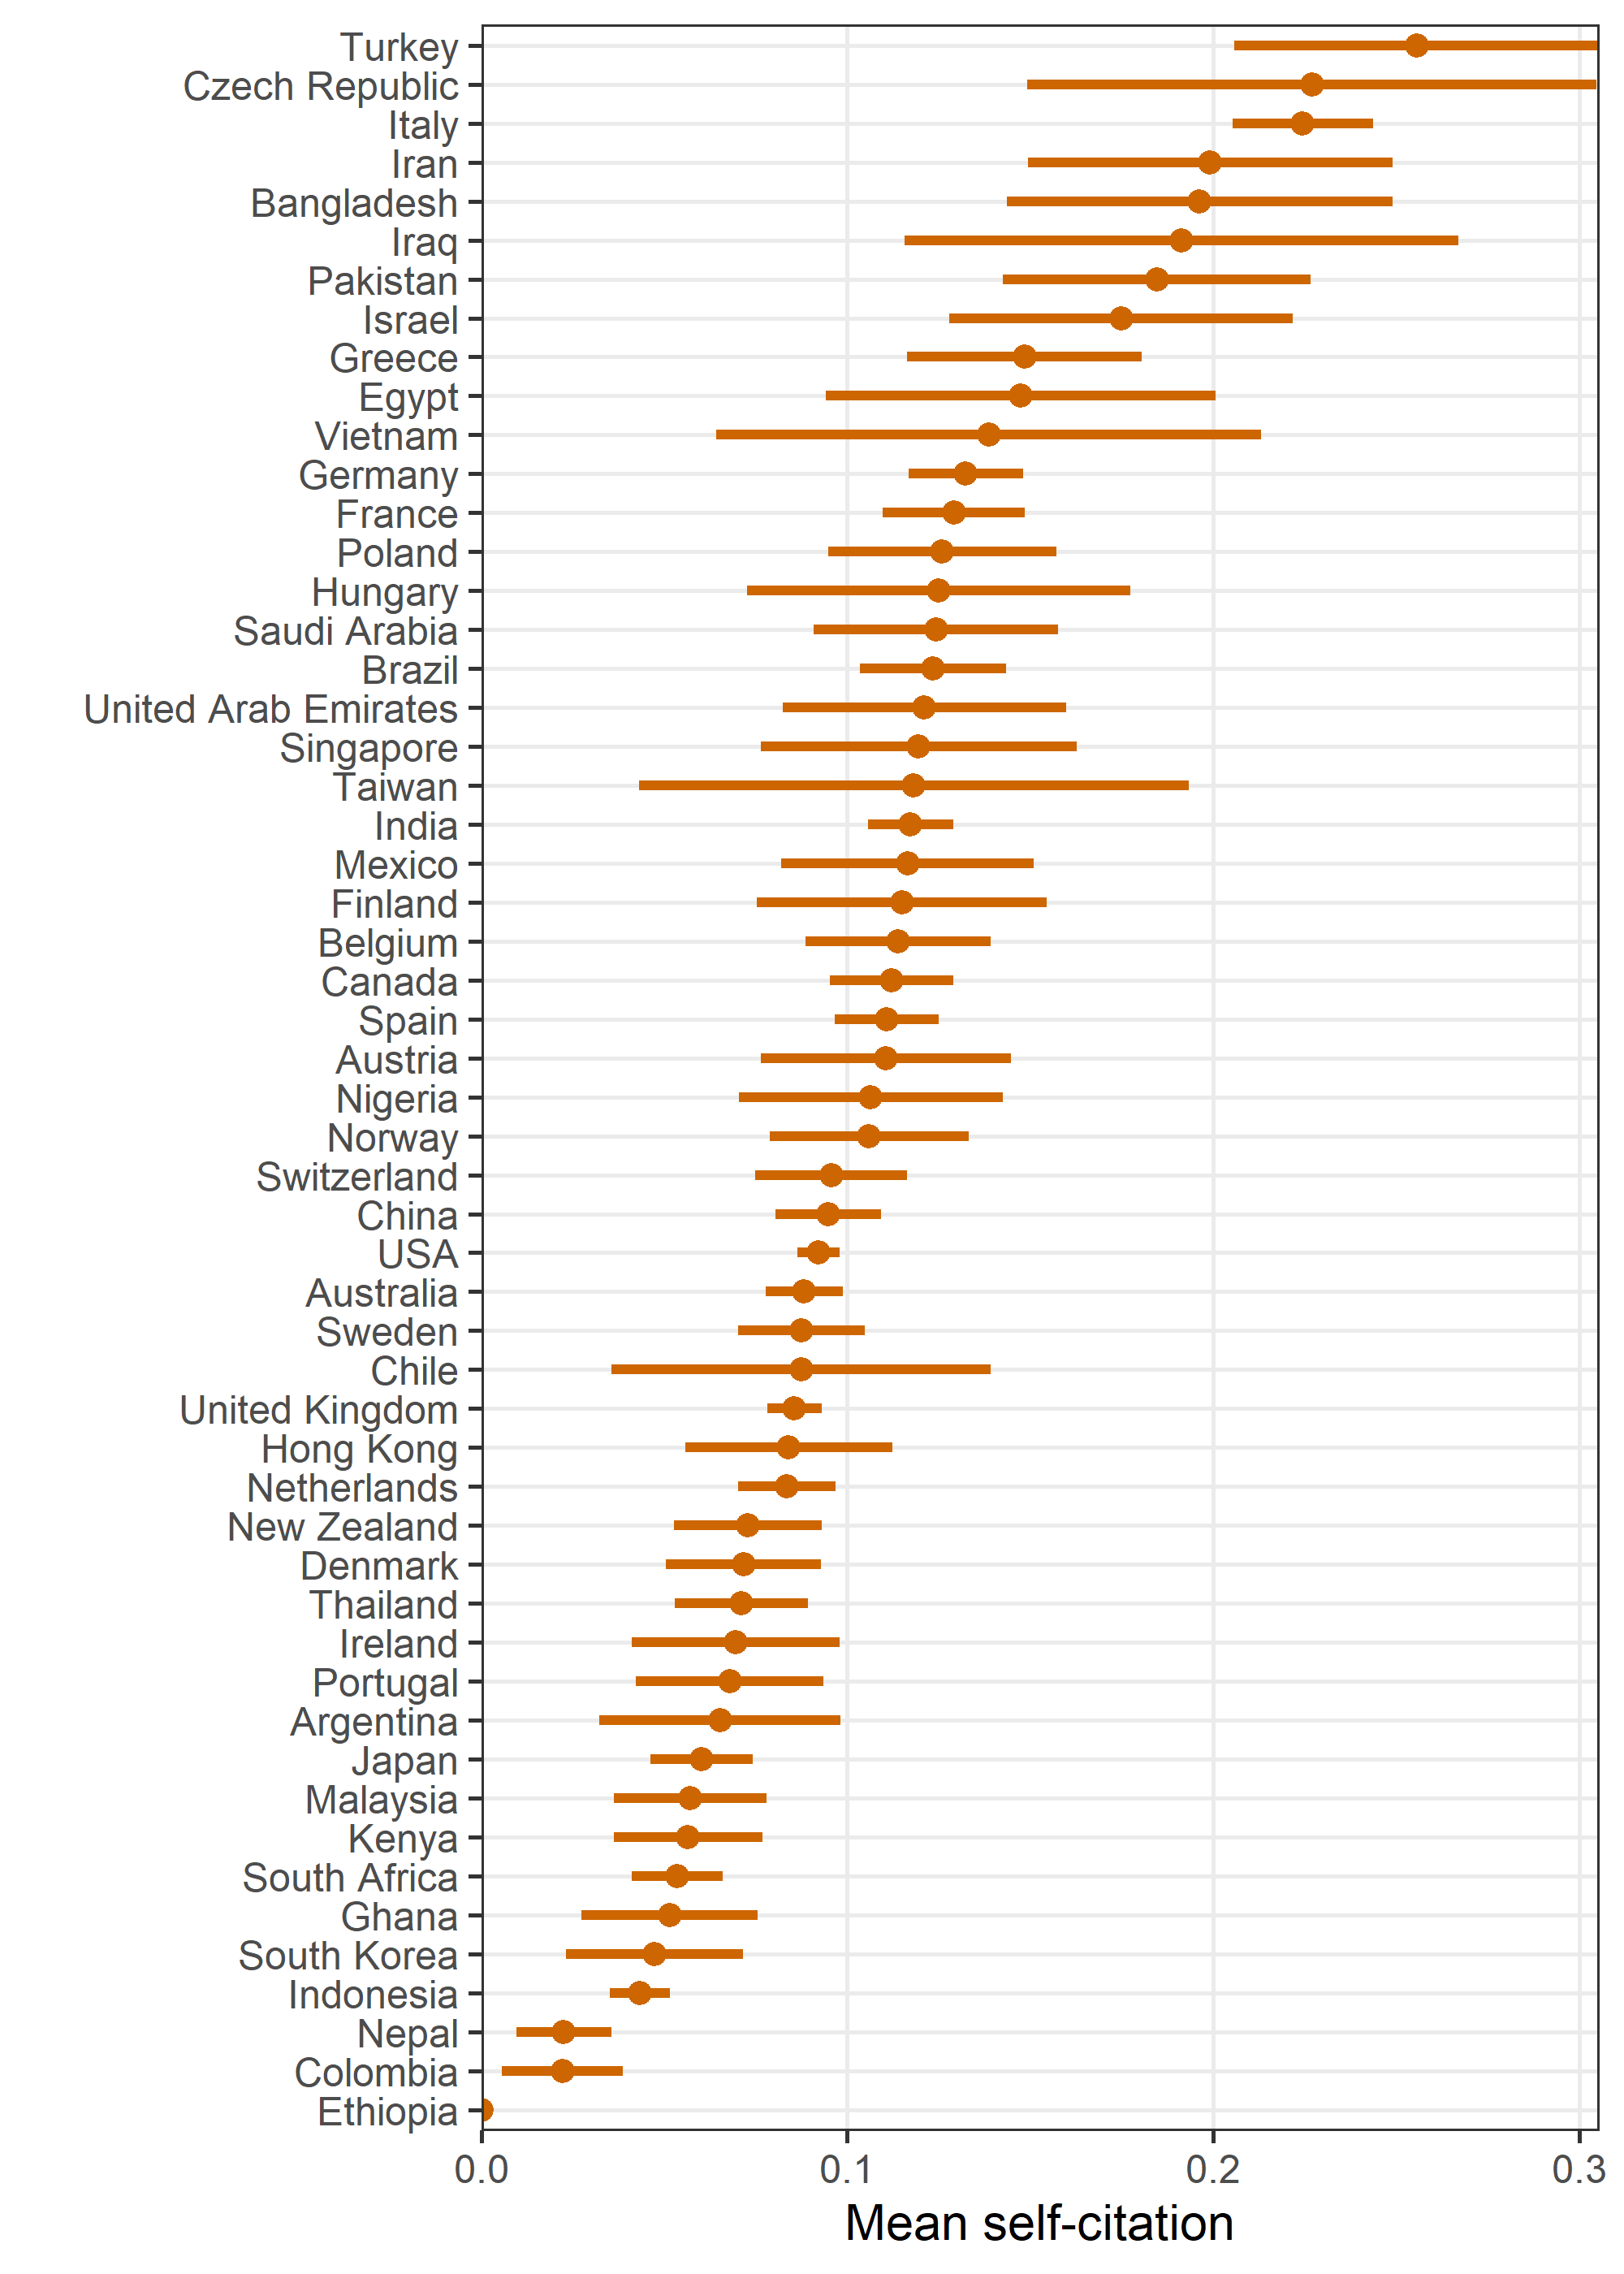 Turkey
Czech Republic
Italy
Iran
Bangladesh
Iraq
Pakistan
Israel
Greece
Egypt
Vietnam
Germany
France
Poland
Hungary
Saudi Arabia
Brazil
United Arab Emirates
Singapore
Taiwan
India
Mexico
Finland
Belgium
Canada
Spain
Austria
Nigeria
Norway
Switzerland
China
USA
Australia
Sweden
Chile
United Kingdom
Hong Kong
Netherlands
New Zealand
Denmark
Thailand
Ireland
Portugal
Argentina
Japan
Malaysia
Kenya
South Africa
Ghana
South Korea
Indonesia
Nepal
Colombia
Ethiopia
0.0 0.1 0.2 0.3
Mean self-citation